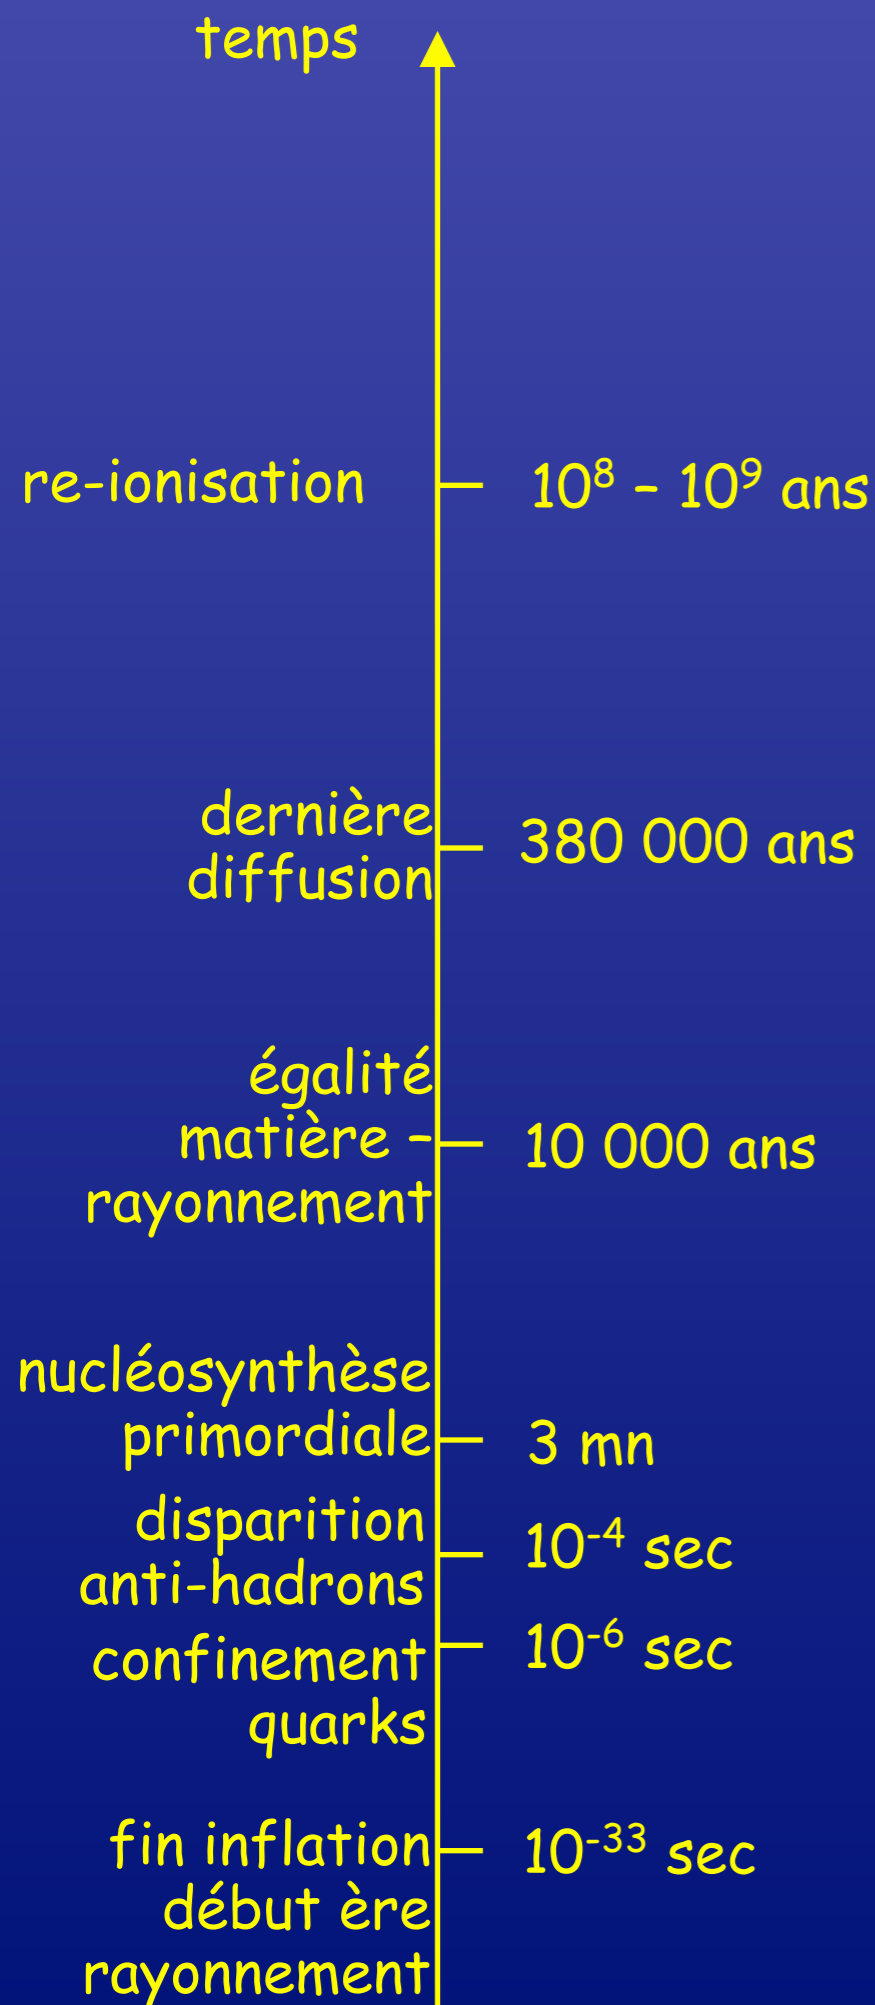 temps
re-ionisation
10⁸ – 10⁹ ans
dernière
diffusion
380 000 ans
égalité
matière –
rayonnement
10 000 ans
nucléosynthèse
primordiale
3 mn
disparition
anti-hadrons
10⁻⁴ sec
confinement
quarks
10⁻⁶ sec
fin inflation
début ère
rayonnement
10⁻³³ sec